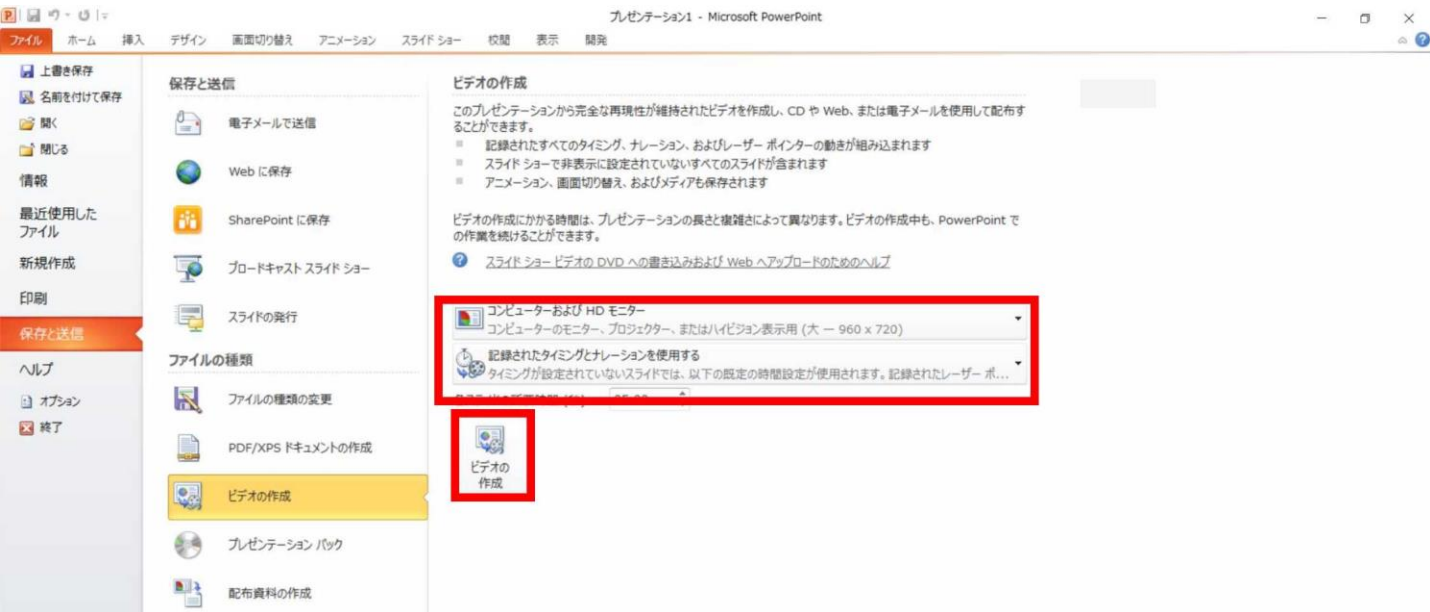 プレゼンテーション1 - Microsoft PowerPoint
ファイル ホーム 挿入 デザイン 画面切り替え アニメーション スライド ショー 校閲 表示 開発
上書き保存
名前を付けて保存
開く
閉じる
情報
最近使用した
ファイル
新規作成
印刷
保存と送信
ヘルプ
オプション
終了
保存と送信
電子メールで送信
Web に保存
SharePoint に保存
ブロードキャスト スライド ショー
スライドの発行
ファイルの種類
ファイルの種類の変更
PDF/XPS ドキュメントの作成
ビデオの作成
プレゼンテーション パック
配布資料の作成
ビデオの作成
このプレゼンテーションから完全な再現性が維持されたビデオを作成し、CD や Web、または電子メールを使用して配布す
ることができます。
記録されたすべてのタイミング、ナレーション、およびレーザー ポインターの動きが組み込まれます
スライド ショーで非表示に設定されていないすべてのスライドが含まれます
アニメーション、画面切り替え、およびメディアも保存されます
ビデオの作成にかかる時間は、プレゼンテーションの長さと複雑さによって異なります。ビデオの作成中も、PowerPoint で
の作業を続けることができます。
スライド ショー ビデオの DVD への書き込みおよび Web へアップロードのためのヘルプ
コンピューターおよび HD モニター
コンピューターのモニター、プロジェクター、またはハイビジョン表示用 (大 — 960 x 720)
記録されたタイミングとナレーションを使用する
タイミングが設定されていないスライドでは、以下の既定の時間設定が使用されます。記録されたレーザー ポ...
ビデオの
作成